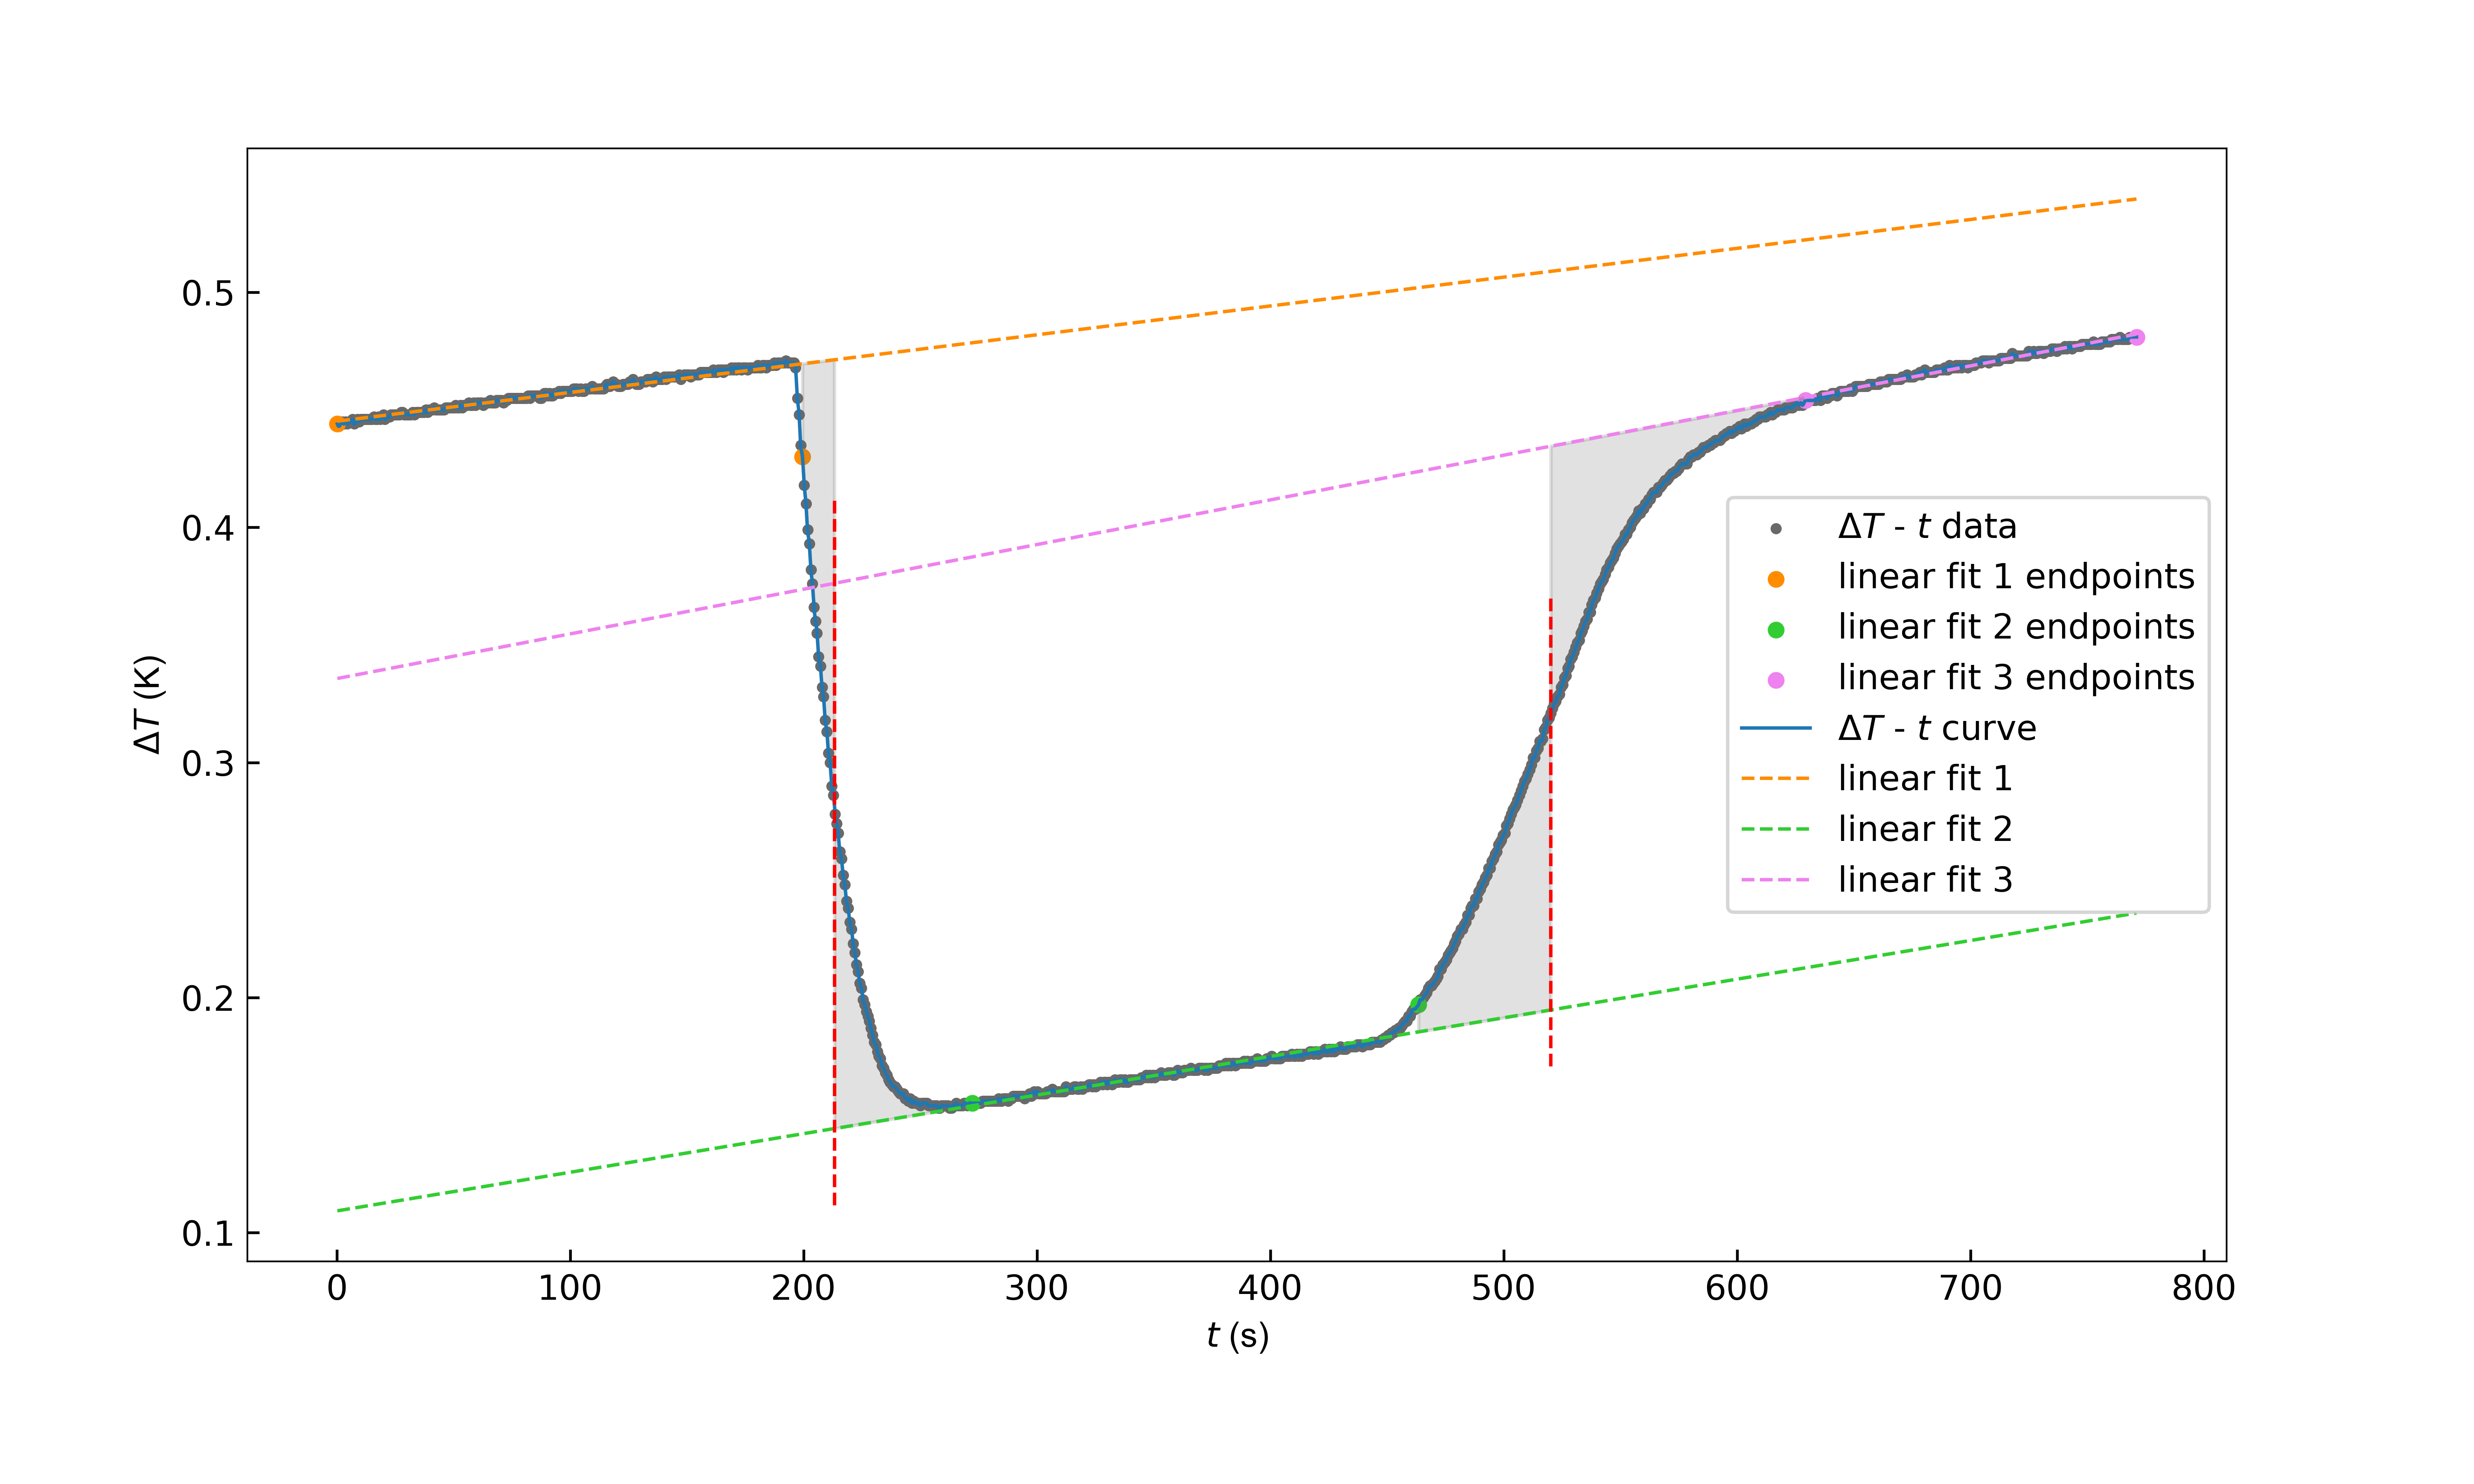 0.5
0.4
0.3
0.2
0.1
ΔT (K)
0 100 200 300 400 500 600 700 800
t (s)
ΔT - t data
linear fit 1 endpoints
linear fit 2 endpoints
linear fit 3 endpoints
ΔT - t curve
linear fit 1
linear fit 2
linear fit 3